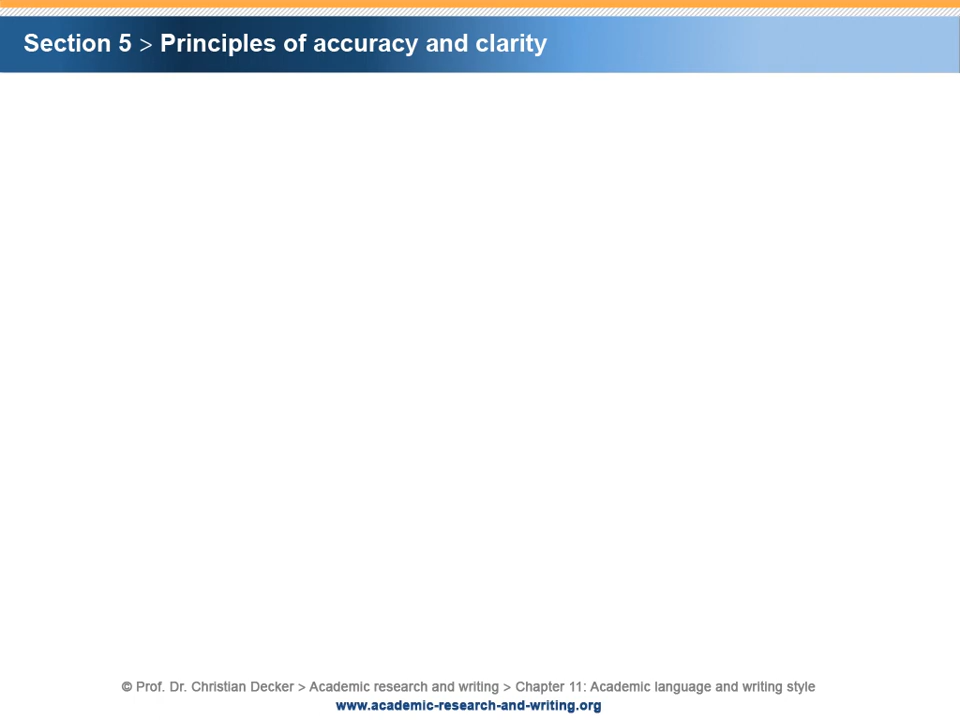 Section 5 > Principles of accuracy and clarity
© Prof. Dr. Christian Decker > Academic research and writing > Chapter 11: Academic language and writing style
www.academic-research-and-writing.org